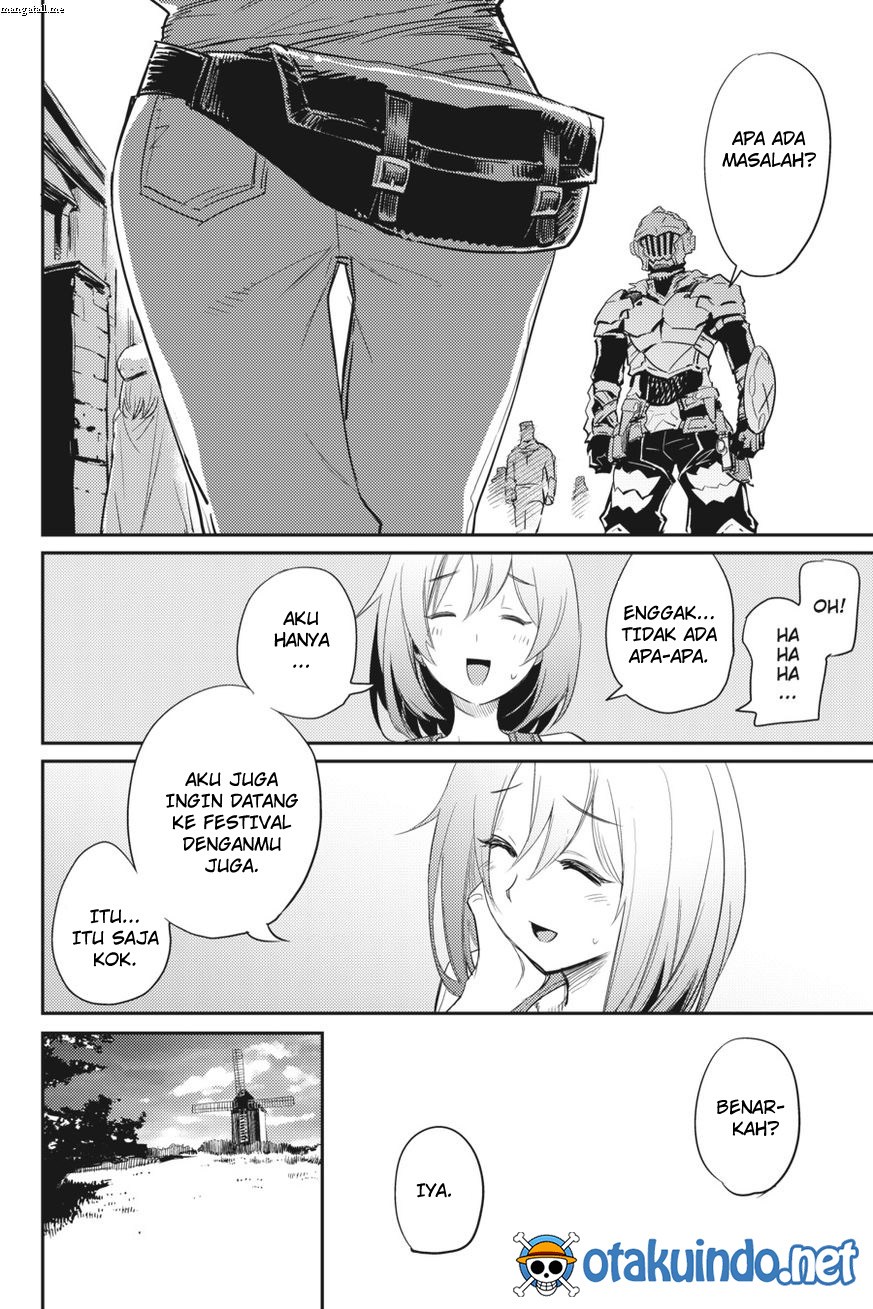 mangatail.me
APA ADA
MASALAH?
OH!
HA
HA
HA
...
ENGGAK...
TIDAK ADA
APA-APA.
AKU
HANYA
...
AKU JUGA
INGIN DATANG
KE FESTIVAL
DENGANMU
JUGA.
ITU...
ITU SAJA
KOK.
BENAR-
KAH?
IYA.
otakuindo.net